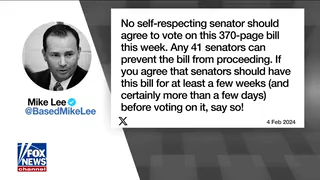 No self-respecting senator should
agree to vote on this 370-page bill
this week. Any 41 senators can
prevent the bill from proceeding. If
you agree that senators should have
this bill for at least a few weeks (and
certainly more than a few days)
before voting on it, say so!
Mike Lee
@BasedMikeLee
X
4 Feb 2024
FOX
NEWS
channel